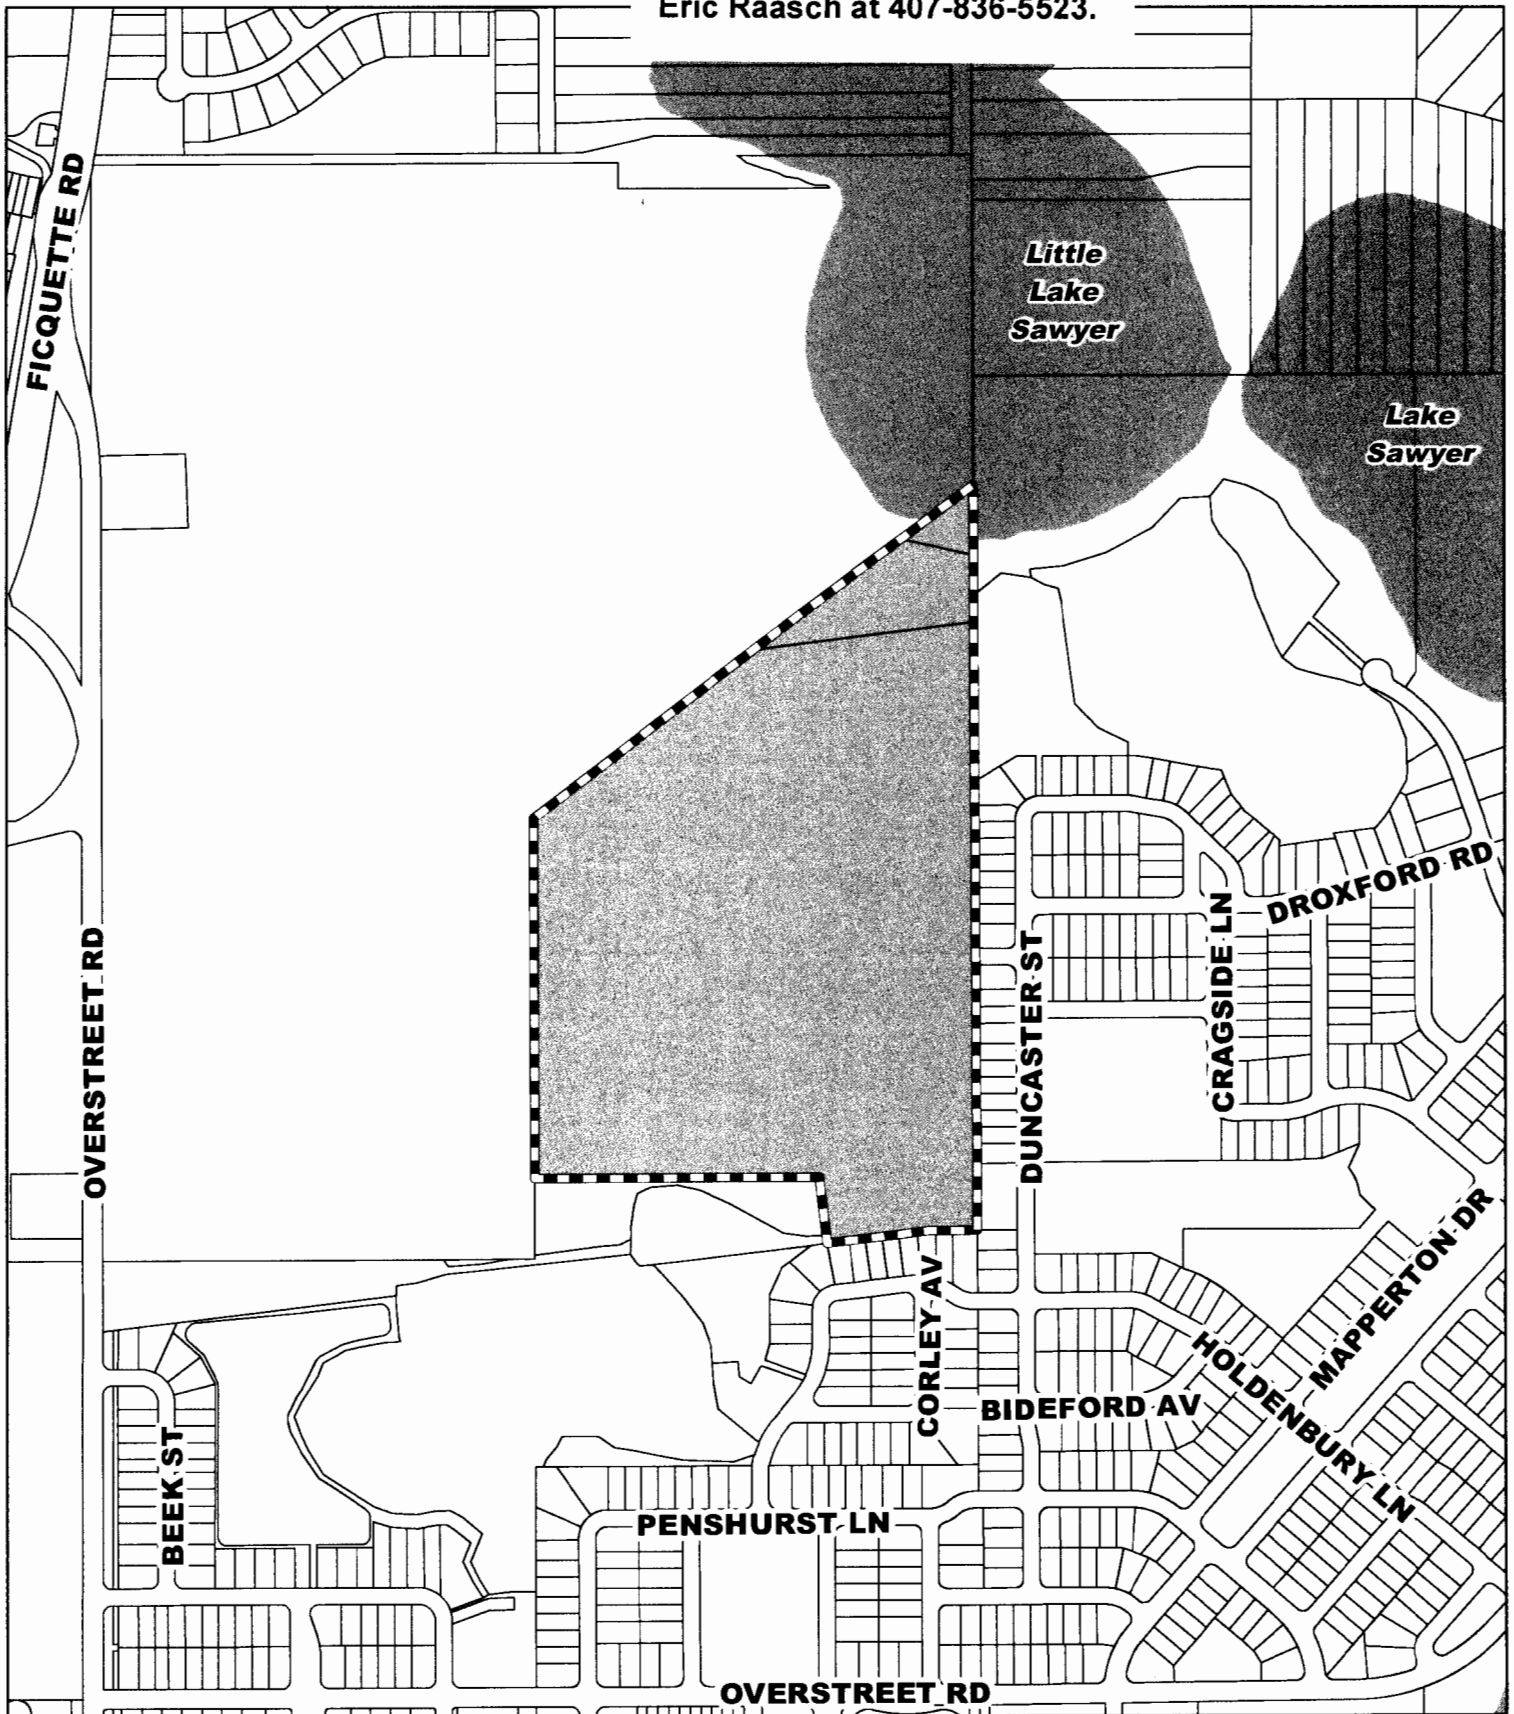 Eric Raasch at 407-836-5523.
FICQUETTE RD
Little
Lake
Sawyer
Lake
Sawyer
DROXFORD RD
CRAGSIDE LN
DUNCASTER ST
OVERSTREET RD
MAPPERTON DR
CORLEY AV
HOLDENBURY LN
BIDEFORD AV
BEEK ST
PENSHURST LN
OVERSTREET RD